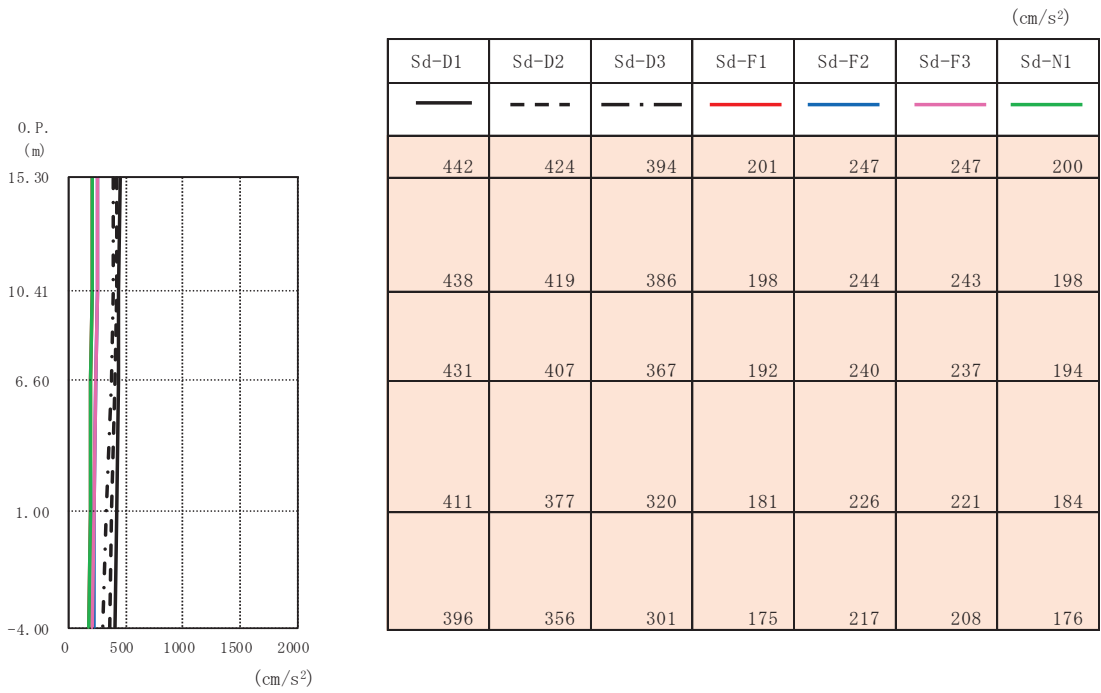 (cm/s²)
Sd-D1 Sd-D2 Sd-D3 Sd-F1 Sd-F2 Sd-F3 Sd-N1
O.P.
(m)
442 424 394 201 247 247 200
15.30
438 419 386 198 244 243 198
10.41
431 407 367 192 240 237 194
6.60
411 377 320 181 226 221 184
1.00
396 356 301 175 217 208 176
-4.00
0 500 1000 1500 2000
(cm/s²)